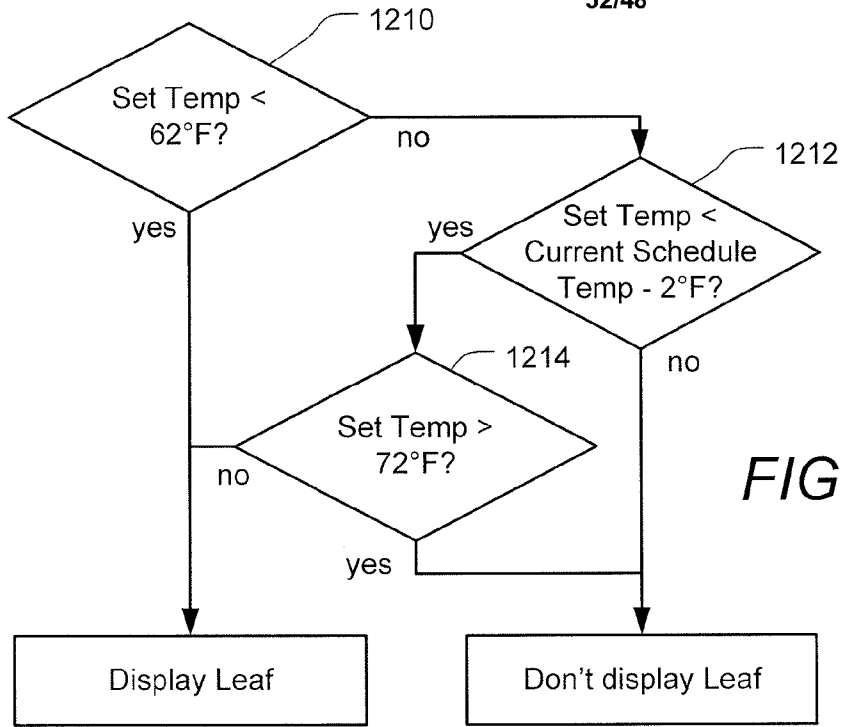 32/48
1210
Set Temp <
62°F?
no
yes
1212
Set Temp <
Current Schedule
Temp - 2°F?
yes
no
1214
Set Temp >
72°F?
no
yes
FIG
Display Leaf
Don't display Leaf